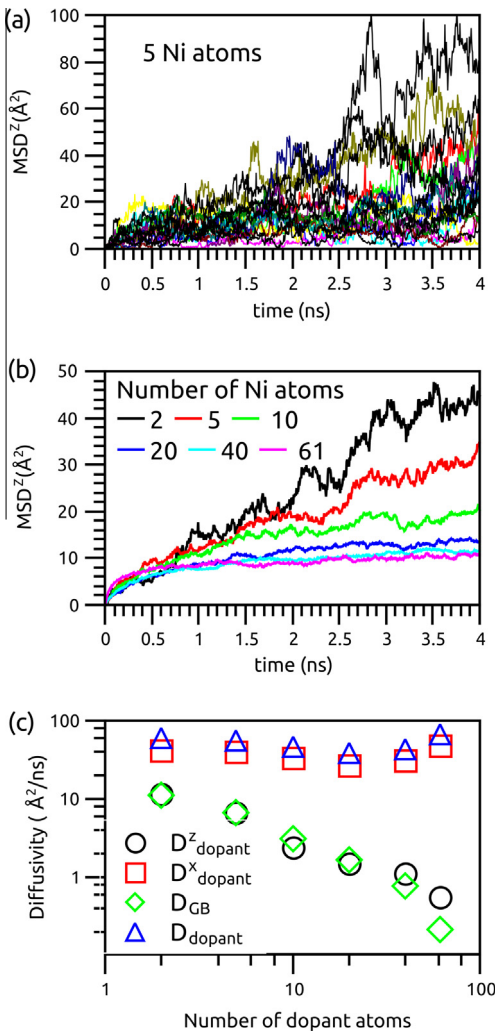 (a)
5 Ni atoms
MSD^Z(Å²)
100
80
60
40
20
0
0 0.5 1 1.5 2 2.5 3 3.5 4
time (ns)
(b)
Number of Ni atoms
2 5 10
20 40 61
MSD^Z(Å²)
50
40
30
20
10
0
0 0.5 1 1.5 2 2.5 3 3.5 4
time (ns)
(c)
Diffusivity ( Å²/ns)
100
10
1
D^z_dopant
D^x_dopant
D_GB
D_dopant
1 10 100
Number of dopant atoms